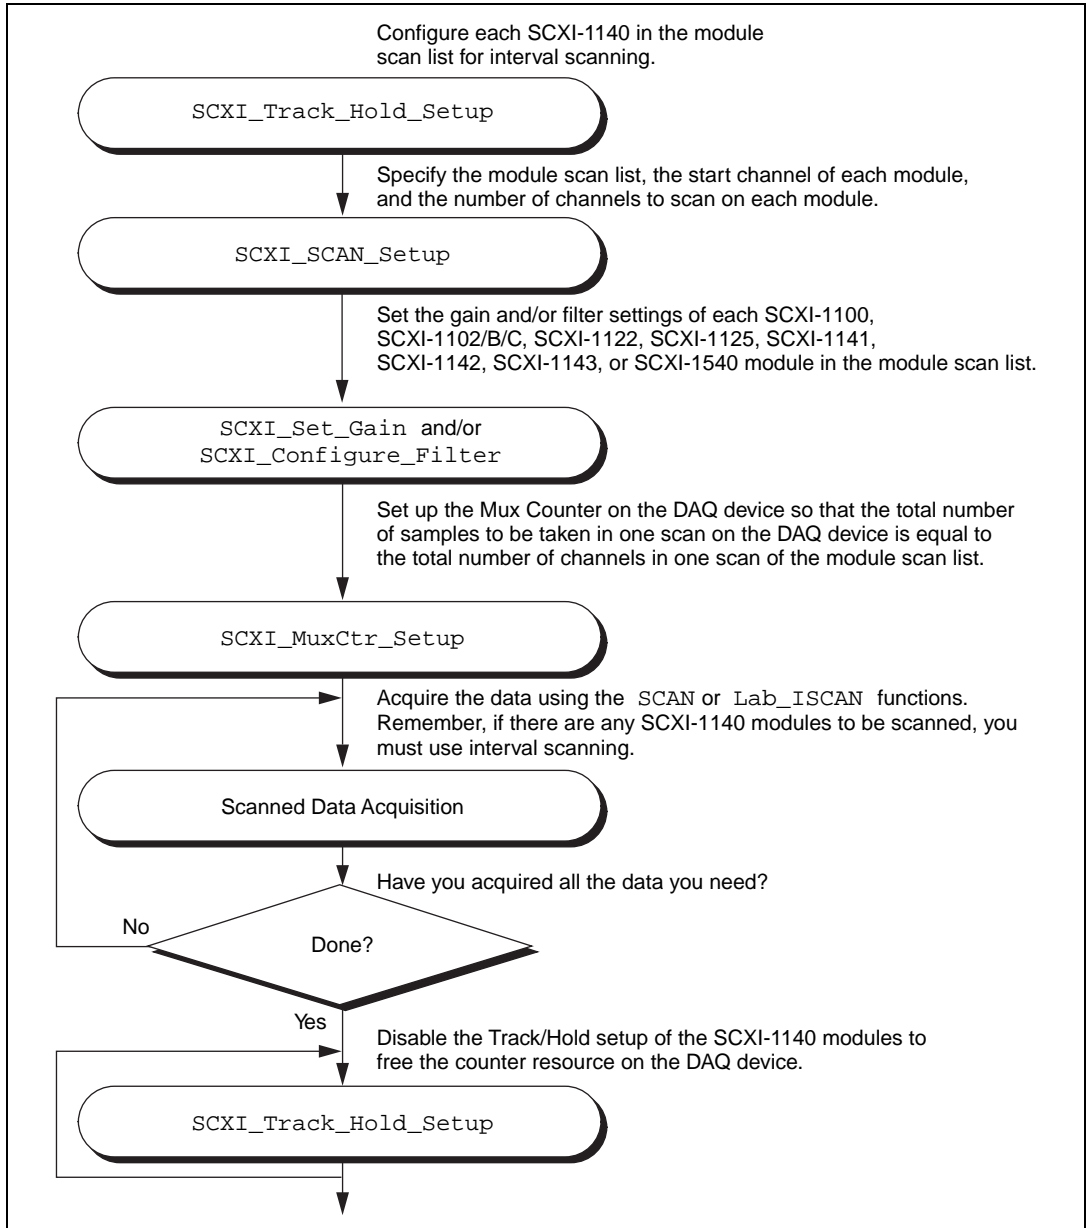 Configure each SCXI-1140 in the module
scan list for interval scanning.
SCXI_Track_Hold_Setup
Specify the module scan list, the start channel of each module,
and the number of channels to scan on each module.
SCXI_SCAN_Setup
Set the gain and/or filter settings of each SCXI-1100,
SCXI-1102/B/C, SCXI-1122, SCXI-1125, SCXI-1141,
SCXI-1142, SCXI-1143, or SCXI-1540 module in the module scan list.
SCXI_Set_Gain and/or
SCXI_Configure_Filter
Set up the Mux Counter on the DAQ device so that the total number
of samples to be taken in one scan on the DAQ device is equal to
the total number of channels in one scan of the module scan list.
SCXI_MuxCtr_Setup
Acquire the data using the SCAN or Lab_ISCAN functions.
Remember, if there are any SCXI-1140 modules to be scanned, you
must use interval scanning.
Scanned Data Acquisition
Have you acquired all the data you need?
No
Done?
Yes
Disable the Track/Hold setup of the SCXI-1140 modules to
free the counter resource on the DAQ device.
SCXI_Track_Hold_Setup